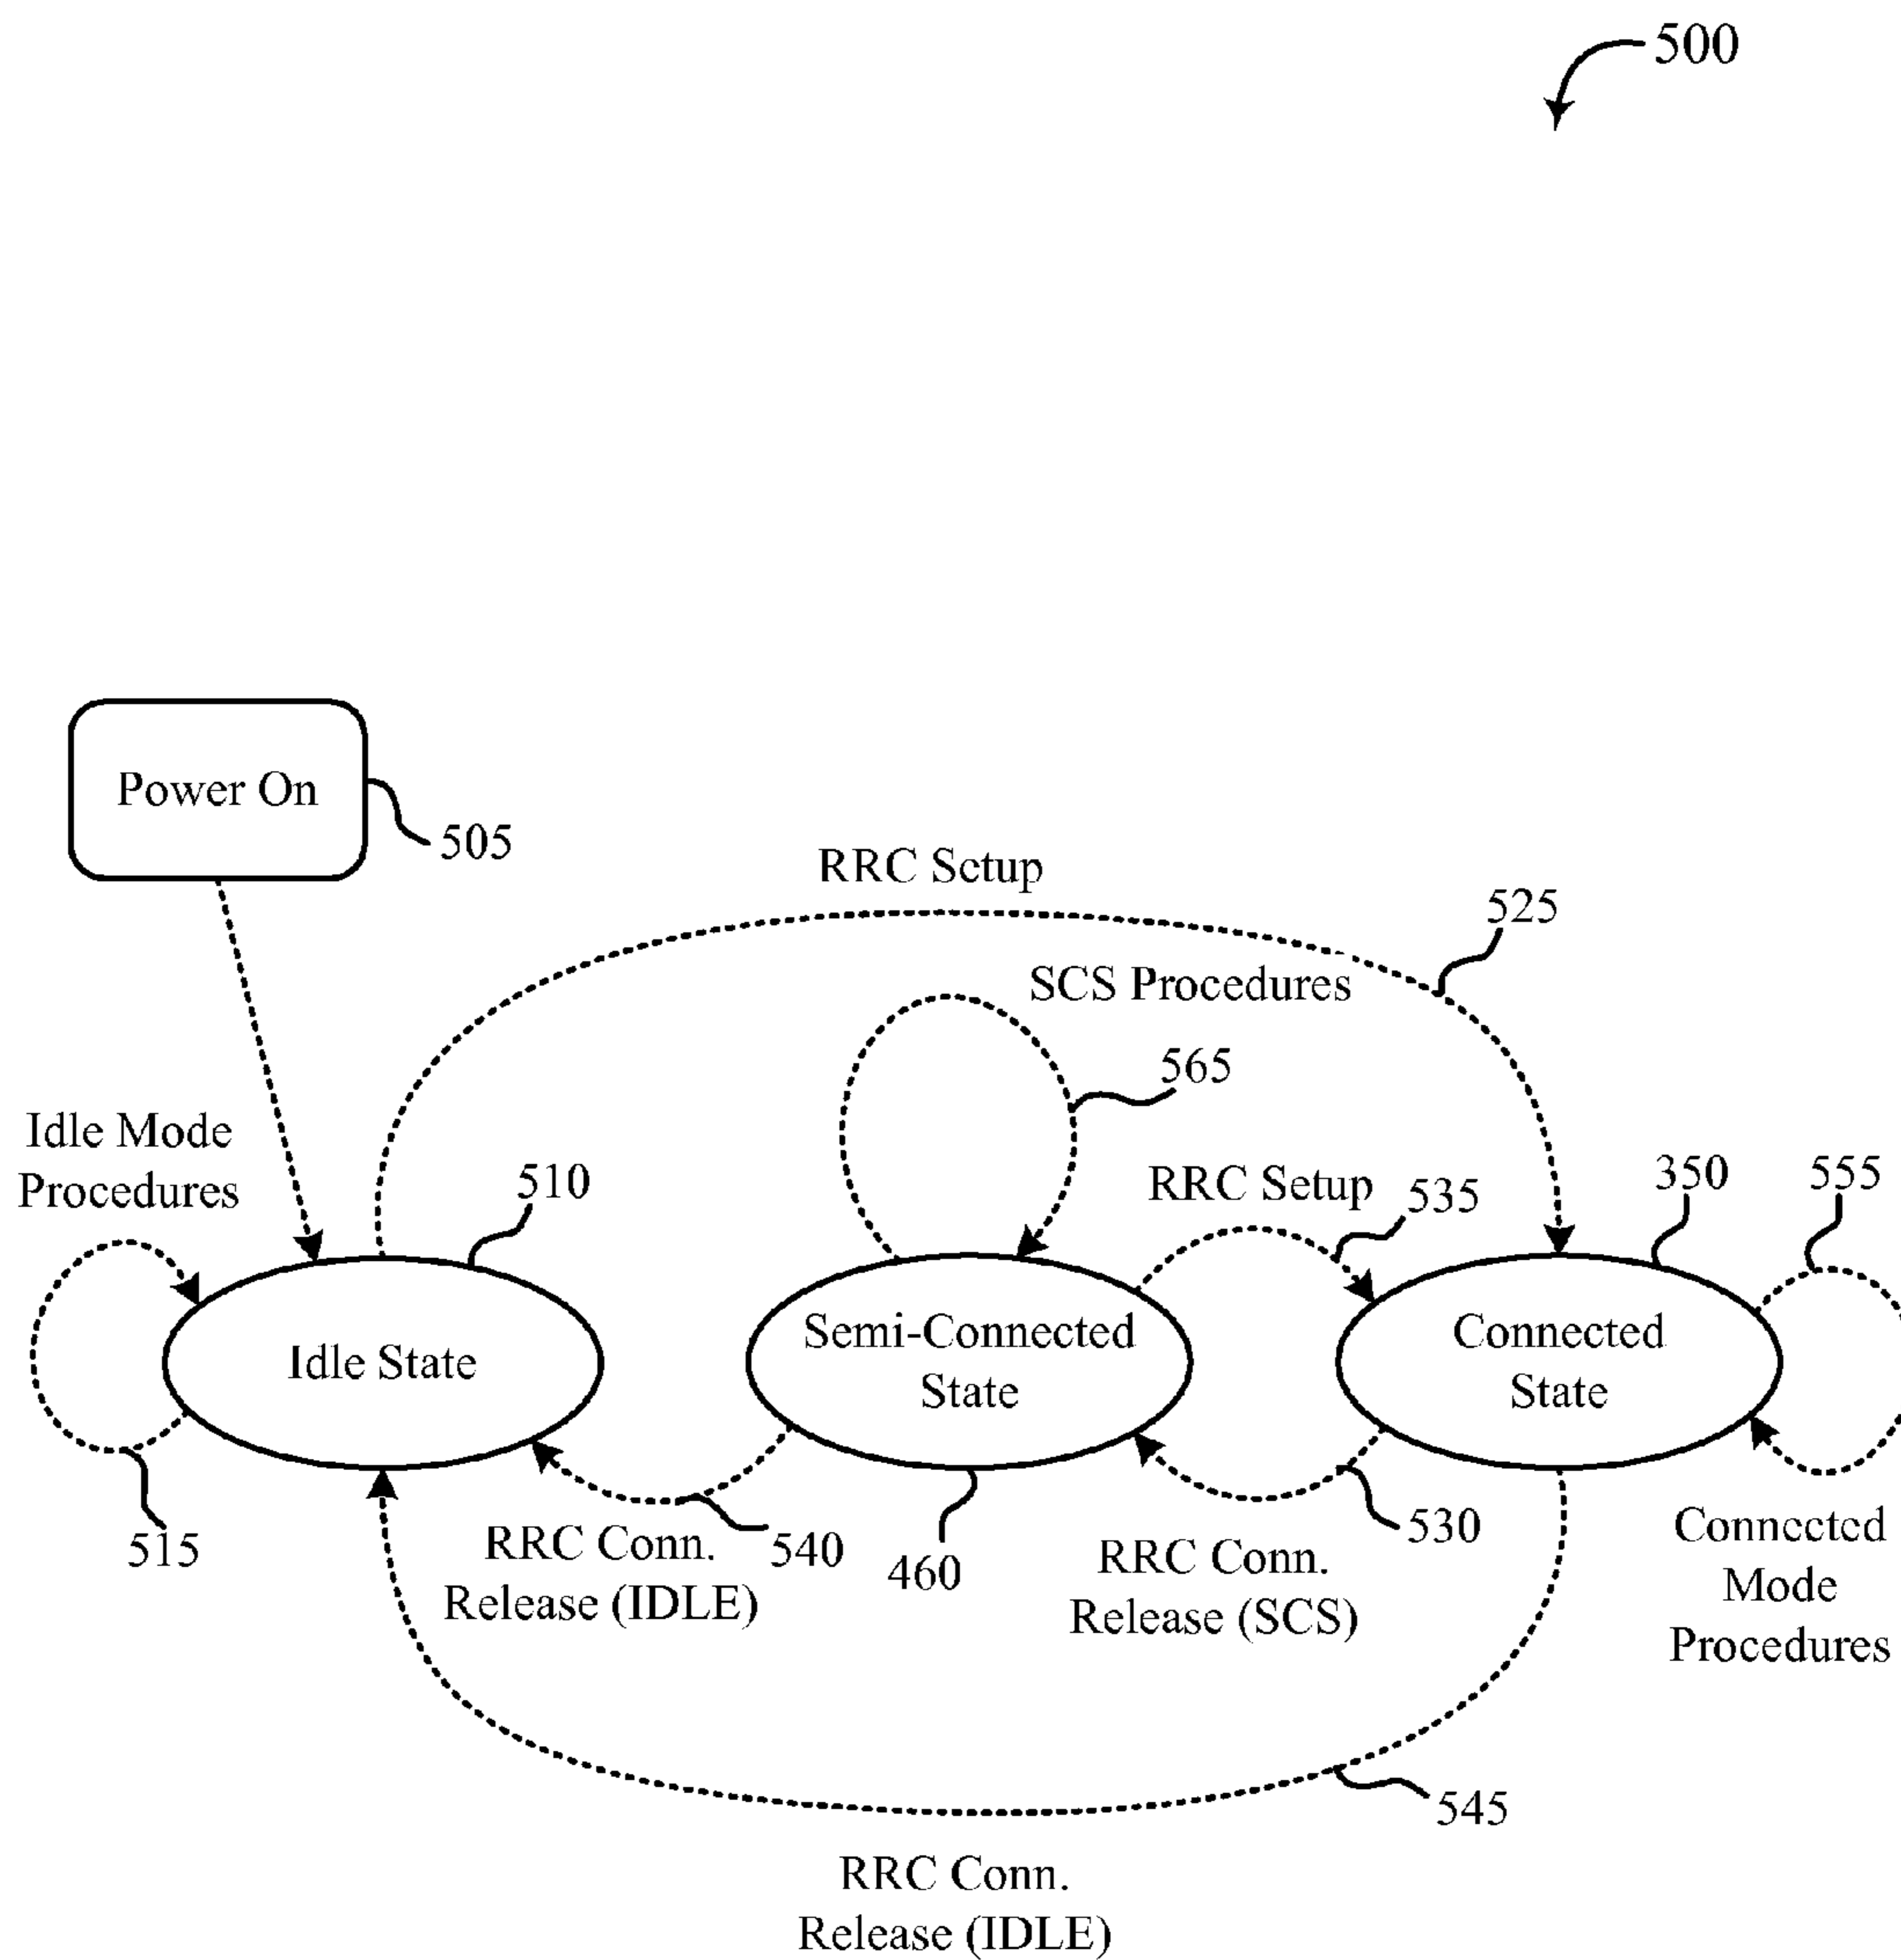 500
Power On
505
RRC Setup
525
SCS Procedures
565
Idle Mode
Procedures
510
RRC Setup
535
350
555
Idle State
Semi-Connected
State
Connected
State
515
RRC Conn.
Release (IDLE)
540
460
RRC Conn.
Release (SCS)
530
Connected
Mode
Procedures
545
RRC Conn.
Release (IDLE)